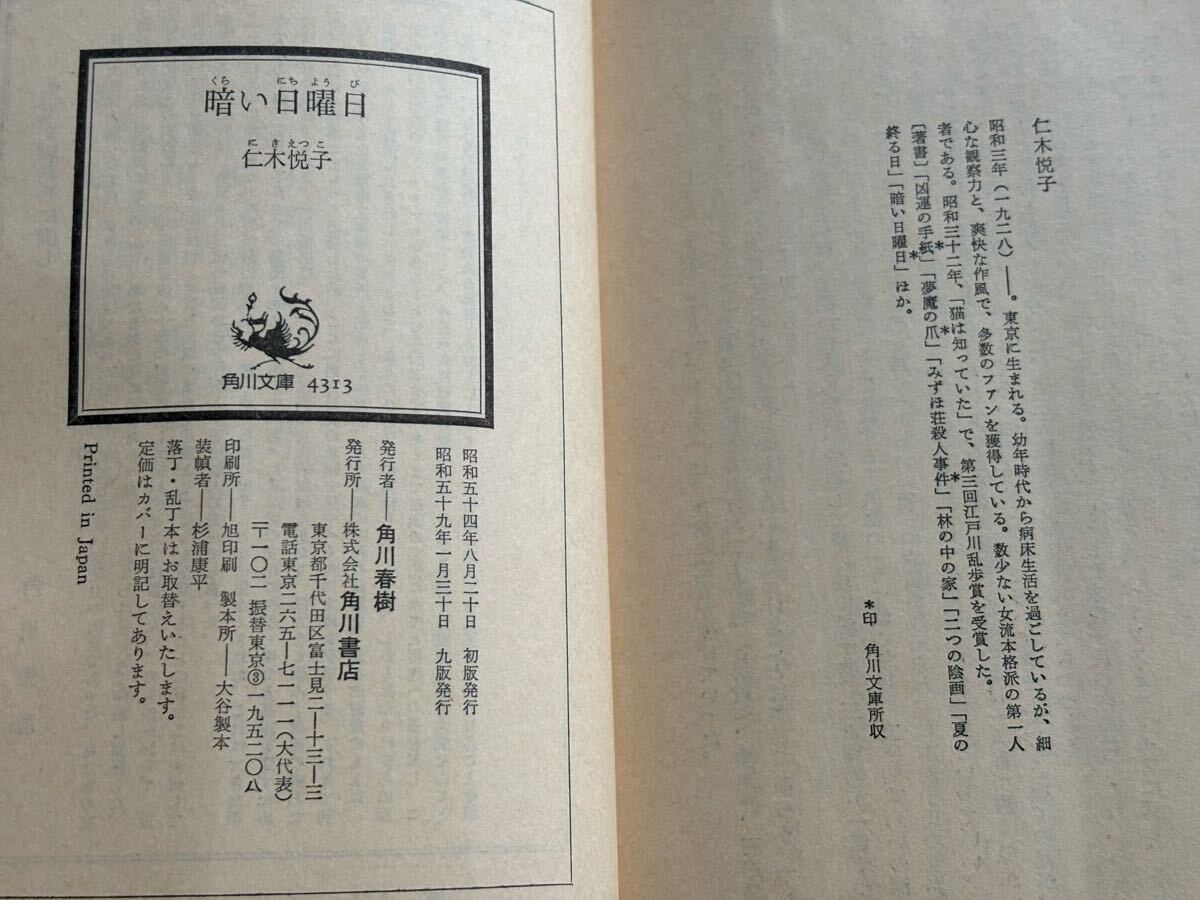 仁木悦子
昭和三年(一九二八)——。東京に生まれる。幼年時代から病床生活を過ごしているが、細
心な観察力と、爽快な作風で、多数のファンを獲得している。数少ない女流本格派の第一人
者である。昭和三十二年、「猫は知っていた」で、第三回江戸川乱歩賞を受賞した。
〔著書〕「凶運の手紙」「夢魔の爪」「みずほ荘殺人事件」「林の中の家」「二つの陰画」「夏の
終る日」「暗い日曜日」ほか。
*印 角川文庫所収
暗い日曜日
くら にち よう び
仁木悦子
に き えつ こ
角川文庫 4313
昭和五十四年八月二十日 初版発行
昭和五十九年一月三十日 九版発行
発行者——角川春樹
発行所——株式会社角川書店
東京都千代田区富士見二—十三—三
電話東京二六五—七一一一(大代表)
〒一〇二 振替東京③一九五二〇八
印刷所——旭印刷 製本所——大谷製本
装幀者——杉浦康平
落丁・乱丁本はお取替えいたします。
定価はカバーに明記してあります。
Printed in Japan